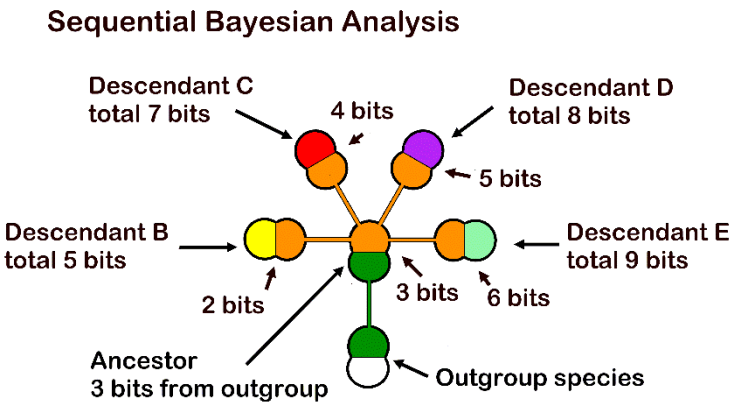 Sequential Bayesian Analysis
Descendant C
total 7 bits
4 bits
Descendant D
total 8 bits
5 bits
Descendant B
total 5 bits
2 bits
3 bits
6 bits
Descendant E
total 9 bits
Ancestor
3 bits from outgroup
Outgroup species